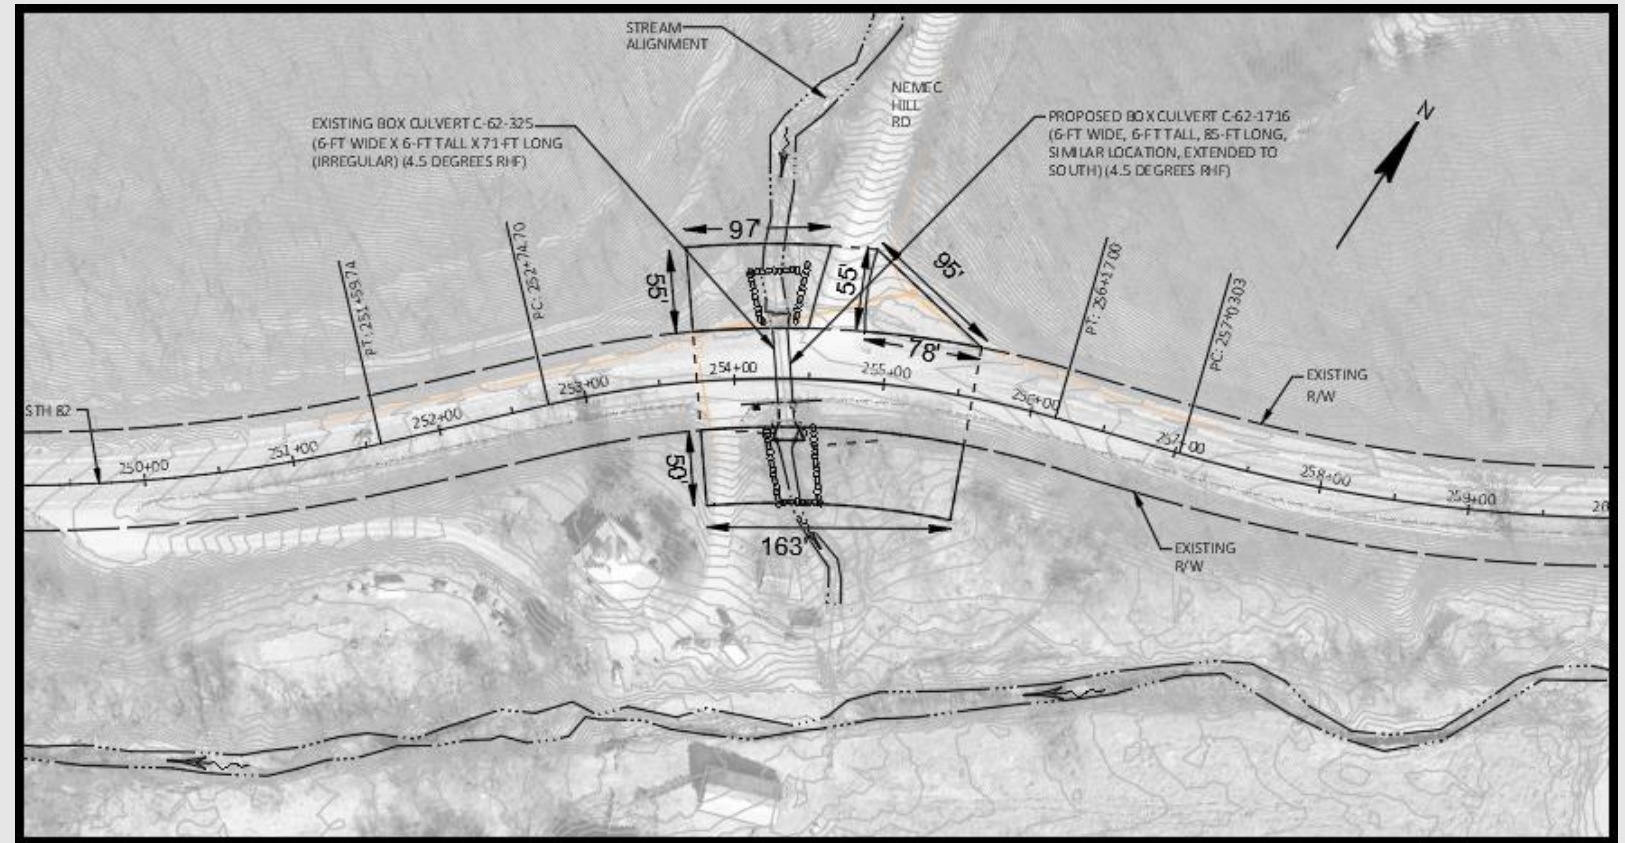 STREAM
ALIGNMENT
NEMEC
HILL
RD
EXISTING BOX CULVERT C-62-325
(6-FT WIDE X 6-FT TALL X 71-FT LONG
(IRREGULAR) (4.5 DEGREES RHF)
PROPOSED BOX CULVERT C-62-1716
(6-FT WIDE, 6-FT TALL, 85-FT LONG,
SIMILAR LOCATION, EXTENDED TO
SOUTH) (4.5 DEGREES RHF)
N
97'
55'
55'
95'
78'
PT: 251+59.74
PC: 252+74.70
PT: 256+17.00
PC: 257+03.03
STH 82
250+00
251+00
252+00
253+00
254+00
255+00
256+00
257+00
258+00
259+00
26
EXISTING
R/W
50'
163'
EXISTING
R/W